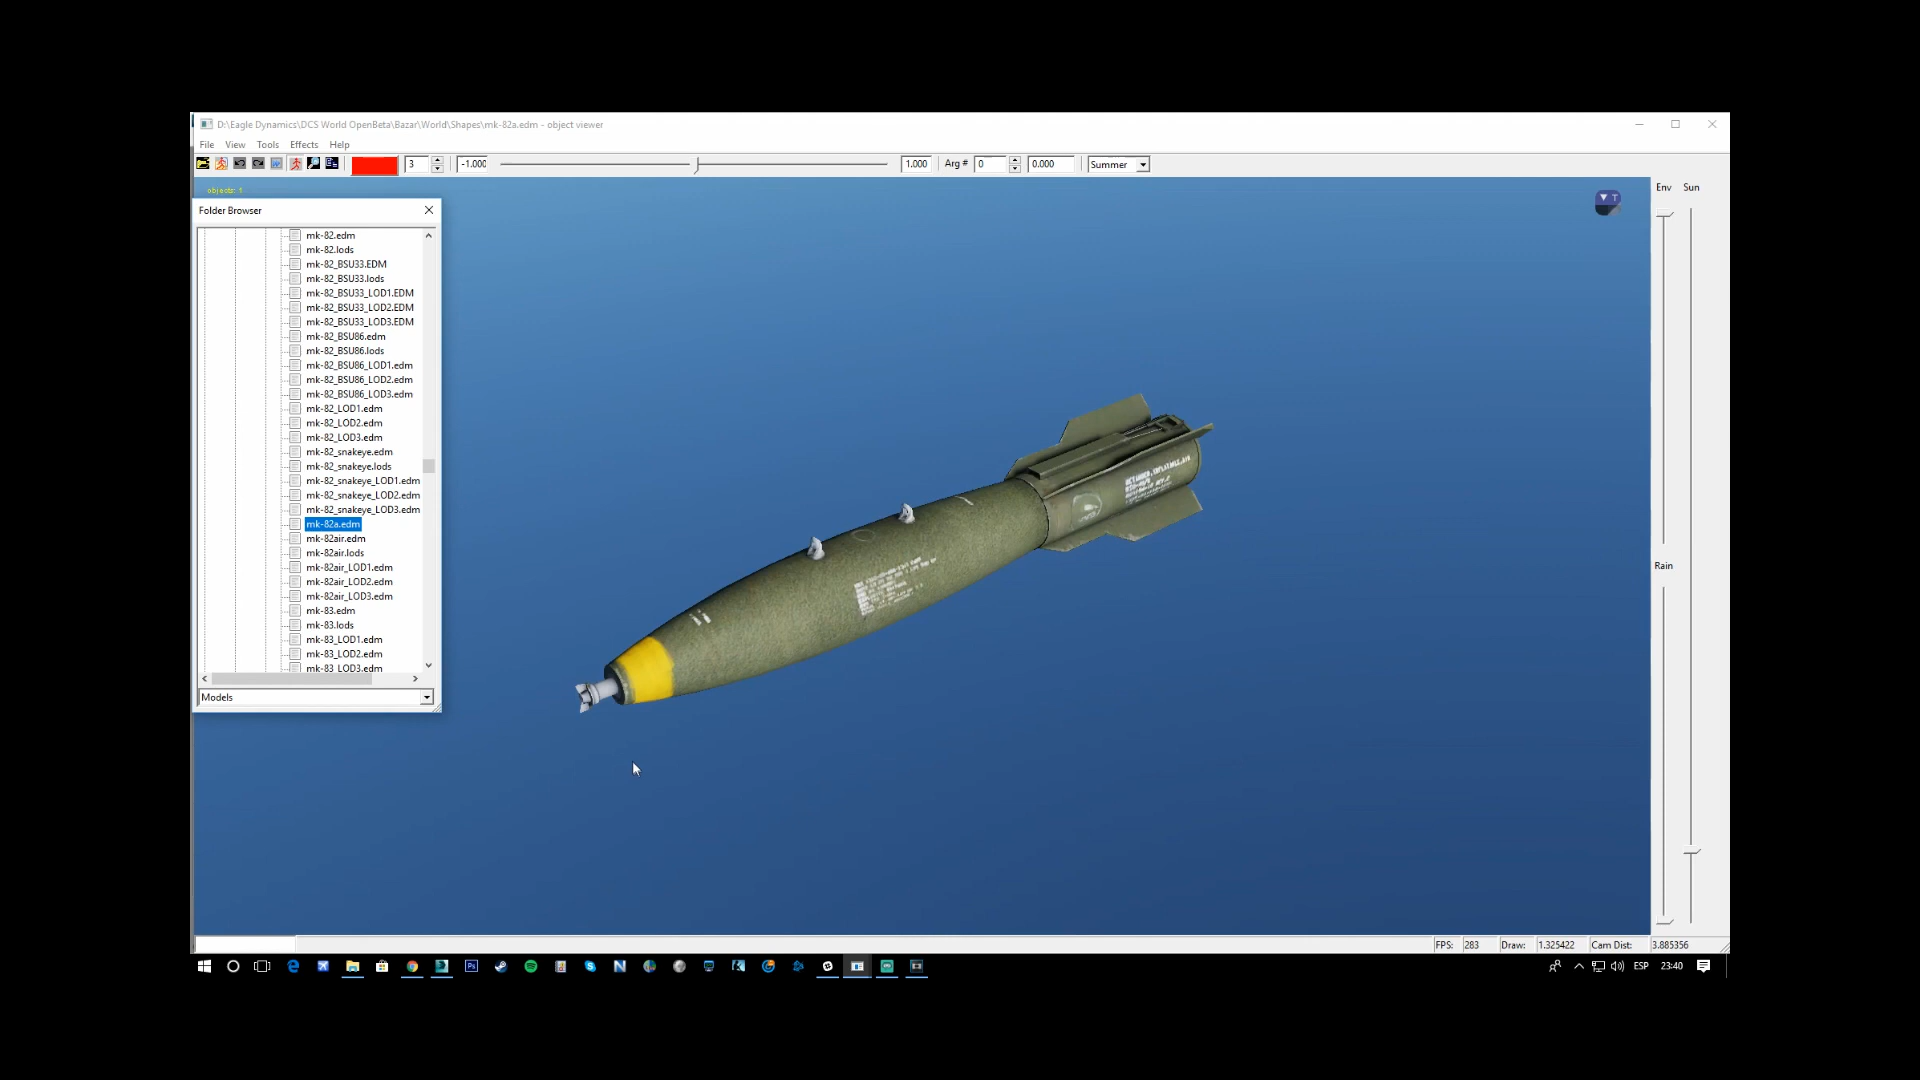 D:\Eagle Dynamics\DCS World OpenBeta\Bazar\World\Shapes\mk-82a.edm - object viewer
File View Tools Effects Help
3 -1.000 1.000 Arg # 0 0.000 Summer
objects: 1
Env Sun
Folder Browser
mk-82.edm
mk-82.lods
mk-82_BSU33.EDM
mk-82_BSU33.lods
mk-82_BSU33_LOD1.EDM
mk-82_BSU33_LOD2.EDM
mk-82_BSU33_LOD3.EDM
mk-82_BSU86.edm
mk-82_BSU86.lods
mk-82_BSU86_LOD1.edm
mk-82_BSU86_LOD2.edm
mk-82_BSU86_LOD3.edm
mk-82_LOD1.edm
mk-82_LOD2.edm
mk-82_LOD3.edm
mk-82_snakeye.edm
mk-82_snakeye.lods
mk-82_snakeye_LOD1.edm
mk-82_snakeye_LOD2.edm
mk-82_snakeye_LOD3.edm
mk-82a.edm
mk-82air.edm
mk-82air.lods
mk-82air_LOD1.edm
mk-82air_LOD2.edm
mk-82air_LOD3.edm
mk-83.edm
mk-83.lods
mk-83_LOD1.edm
mk-83_LOD2.edm
mk-83_LOD3.edm
Models
Rain
FPS: 283 Draw: 1.325422 Cam Dist: 3.885356
ESP 23:40